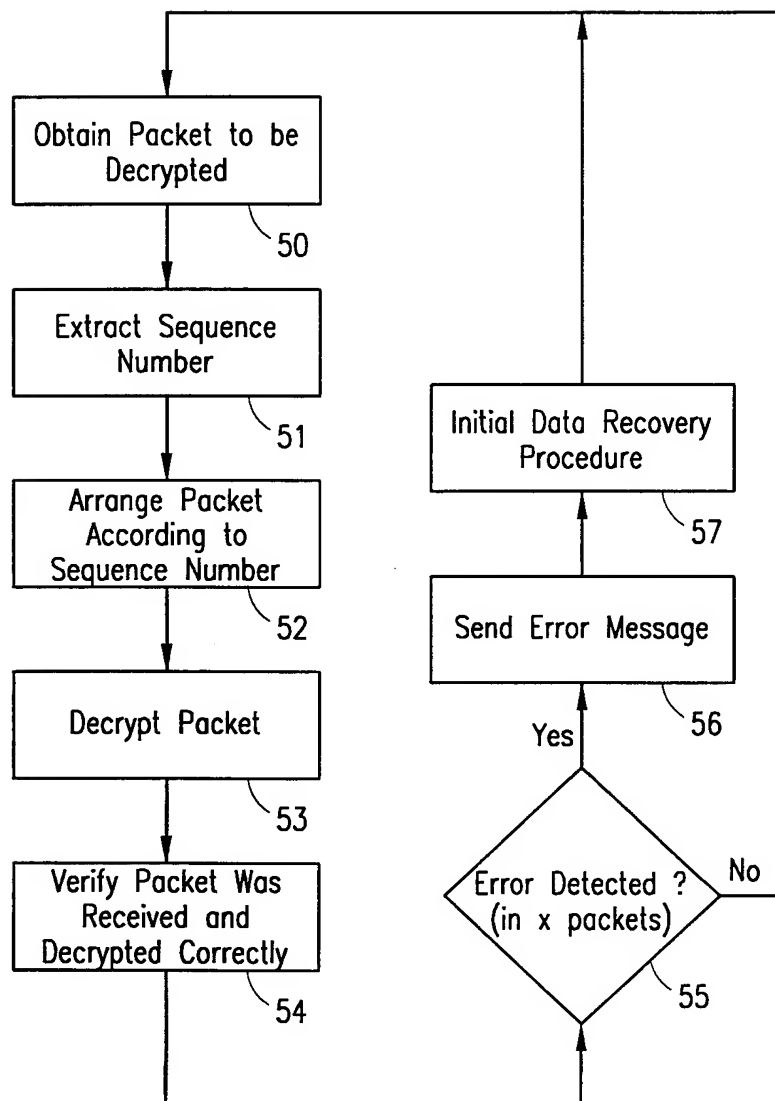 Obtain Packet to be
Decrypted
50
Extract Sequence
Number
51
Arrange Packet
According to
Sequence Number
52
Decrypt Packet
53
Verify Packet Was
Received and
Decrypted Correctly
54
Initial Data Recovery
Procedure
57
Send Error Message
56
Yes
Error Detected ?
(in x packets)
No
55